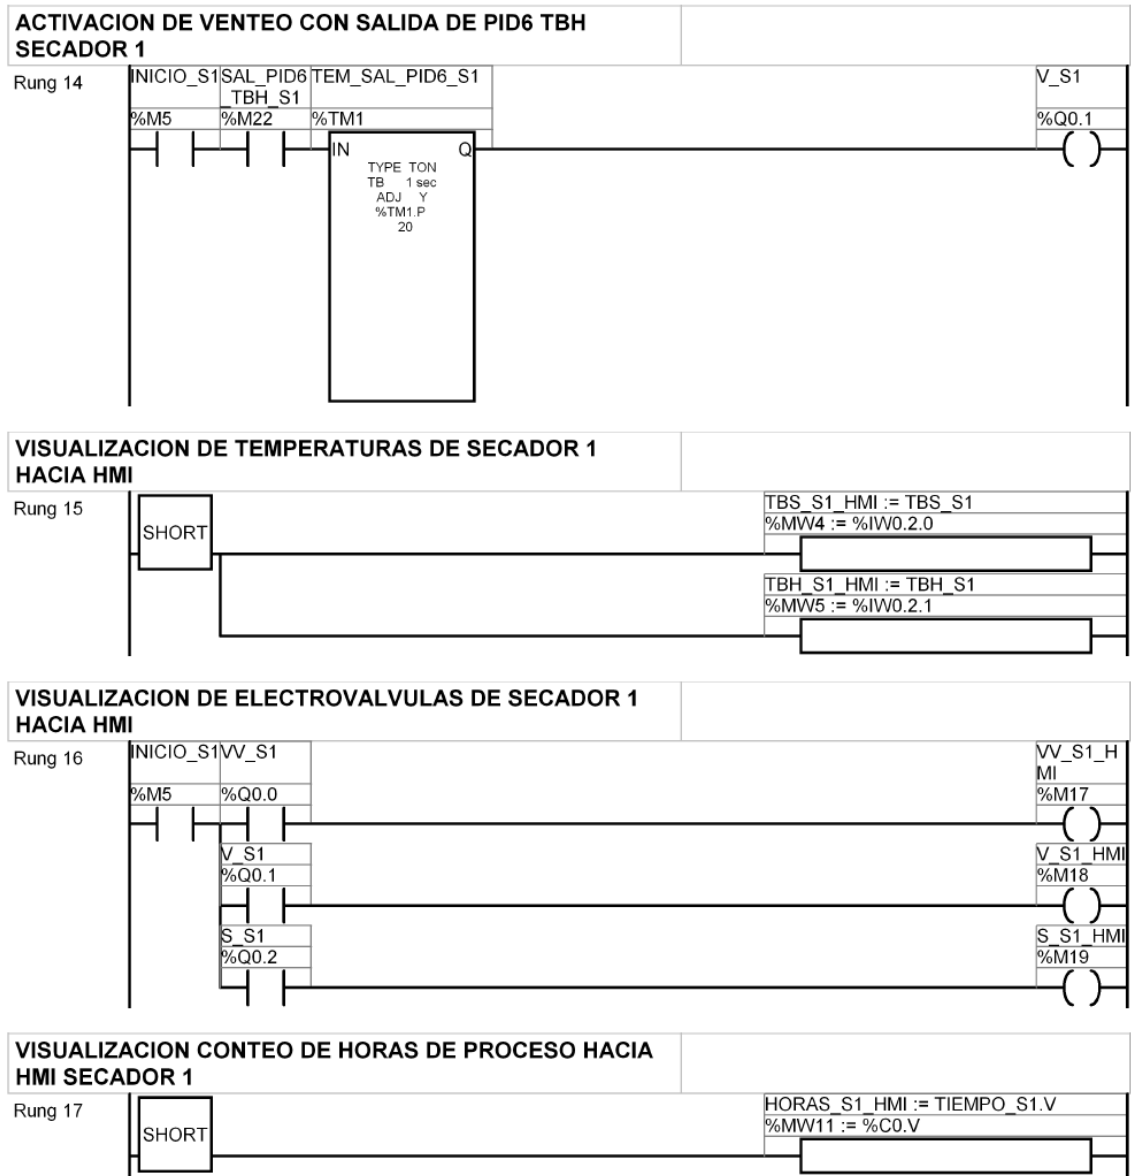 ACTIVACION DE VENTEO CON SALIDA DE PID6 TBH
SECADOR 1
Rung 14
INICIO_S1 SAL_PID6 TEM_SAL_PID6_S1 V_S1
_TBH_S1
%M5 %M22 %TM1 %Q0.1
IN Q
TYPE TON
TB 1 sec
ADJ Y
%TM1.P
20
VISUALIZACION DE TEMPERATURAS DE SECADOR 1
HACIA HMI
Rung 15
SHORT
TBS_S1_HMI := TBS_S1
%MW4 := %IW0.2.0
TBH_S1_HMI := TBH_S1
%MW5 := %IW0.2.1
VISUALIZACION DE ELECTROVALVULAS DE SECADOR 1
HACIA HMI
Rung 16
INICIO_S1 VV_S1 VV_S1_H
MI
%M5 %Q0.0 %M17
V_S1 V_S1_HMI
%Q0.1 %M18
S_S1 S_S1_HMI
%Q0.2 %M19
VISUALIZACION CONTEO DE HORAS DE PROCESO HACIA
HMI SECADOR 1
Rung 17
SHORT
HORAS_S1_HMI := TIEMPO_S1.V
%MW11 := %C0.V